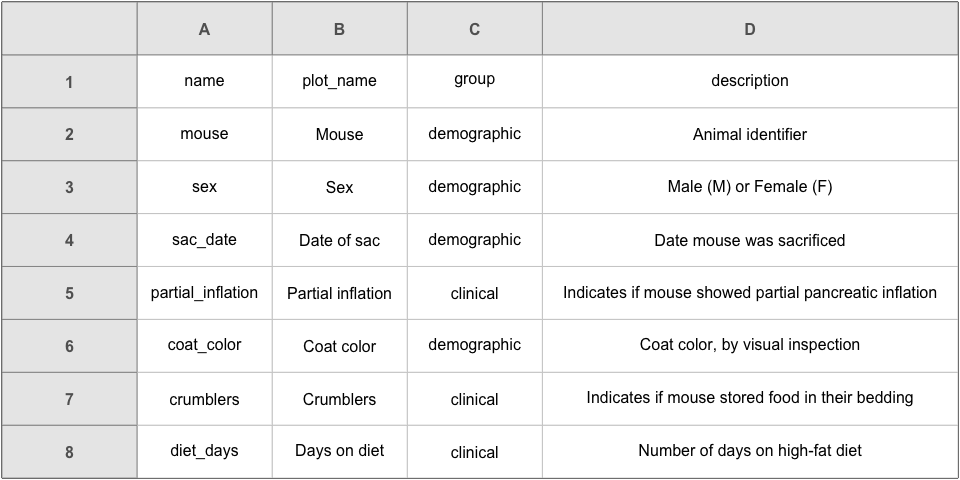 A B C D
1 name plot_name group description
2 mouse Mouse demographic Animal identifier
3 sex Sex demographic Male (M) or Female (F)
4 sac_date Date of sac demographic Date mouse was sacrificed
5 partial_inflation Partial inflation clinical Indicates if mouse showed partial pancreatic inflation
6 coat_color Coat color demographic Coat color, by visual inspection
7 crumblers Crumblers clinical Indicates if mouse stored food in their bedding
8 diet_days Days on diet clinical Number of days on high-fat diet